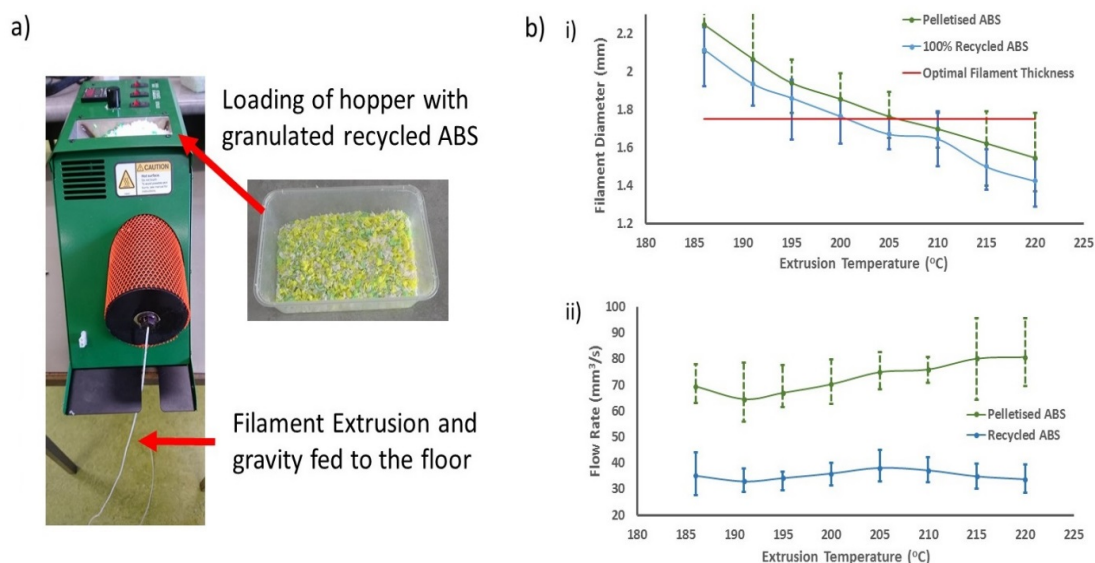 a)
Loading of hopper with
granulated recycled ABS
CAUTION
Filament Extrusion and
gravity fed to the floor
b) i)
Filament Diameter (mm)
2.2
2
1.8
1.6
1.4
1.2
Pelletised ABS
100% Recycled ABS
Optimal Filament Thickness
180 185 190 195 200 205 210 215 220 225
Extrusion Temperature (°C)
ii)
Flow Rate (mm³/s)
100
90
80
70
60
50
40
30
20
Pelletised ABS
Recycled ABS
180 185 190 195 200 205 210 215 220 225
Extrusion Temperature (°C)